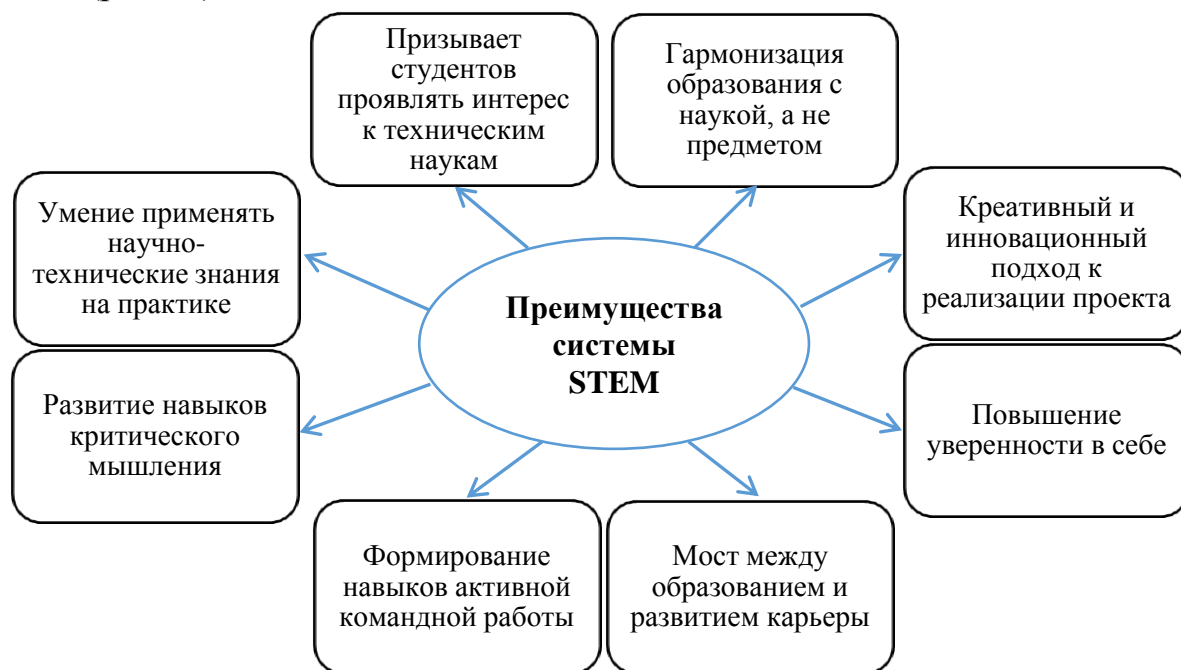 Призывает
студентов
проявлять интерес
к техническим
наукам
Гармонизация
образования с
наукой, а не
предметом
Умение применять
научно-
технические знания
на практике
Креативный и
инновационный
подход к
реализации проекта
Преимущества
системы
STEM
Развитие навыков
критического
мышления
Повышение
уверенности в себе
Формирование
навыков активной
командной работы
Мост между
образованием и
развитием карьеры